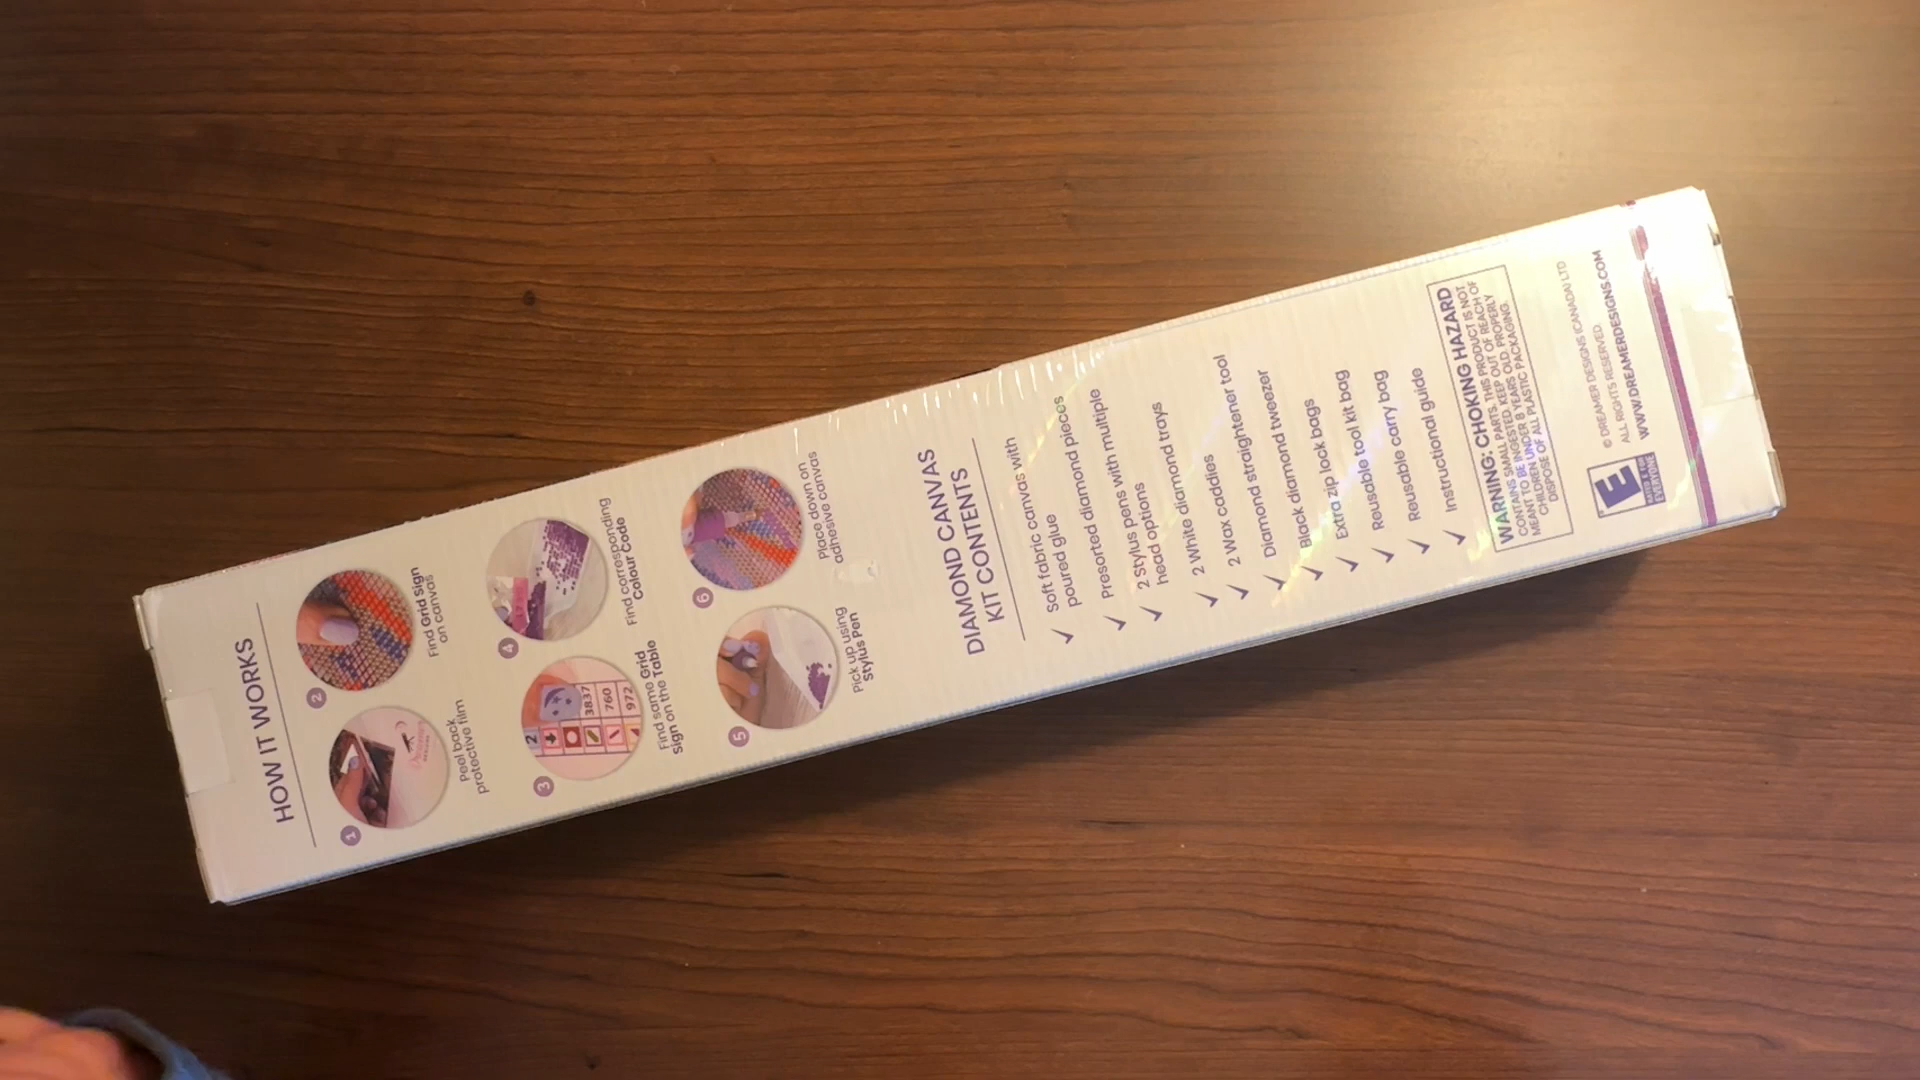 HOW IT WORKS
1
Peel back
protective film
2
Find Grid Sign
on canvas
3
2
3837
760
972
Find same Grid
Sign on the Table
4
Find corresponding
Colour Code
5
Pick up using
Stylus Pen
6
Place down on
adhesive canvas
DIAMOND CANVAS
KIT CONTENTS
Soft fabric canvas with
poured glue
Presorted diamond pieces
2 Stylus pens with multiple
head options
2 White diamond trays
2 Wax caddies
Diamond straightener tool
Black diamond tweezer
Extra zip lock bags
Reusable tool kit bag
Reusable carry bag
Instructional guide
WARNING: CHOKING HAZARD
CONTAINS SMALL PARTS. THIS PRODUCT IS NOT
MEANT TO BE INGESTED. KEEP OUT OF REACH OF
CHILDREN UNDER 8 YEARS OLD. PROPERLY
DISPOSE OF ALL PLASTIC PACKAGING.
E
EVERYONE
© DREAMER DESIGNS (CANADA) LTD
ALL RIGHTS RESERVED.
WWW.DREAMERDESIGNS.COM